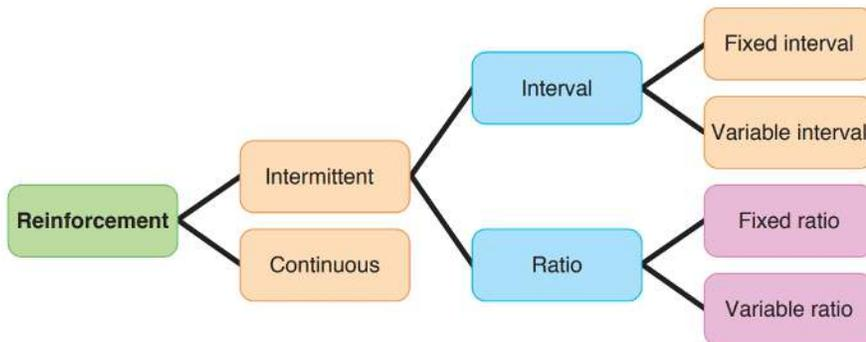 Reinforcement
Intermittent
Continuous
Interval
Ratio
Fixed interval
Variable interval
Fixed ratio
Variable ratio